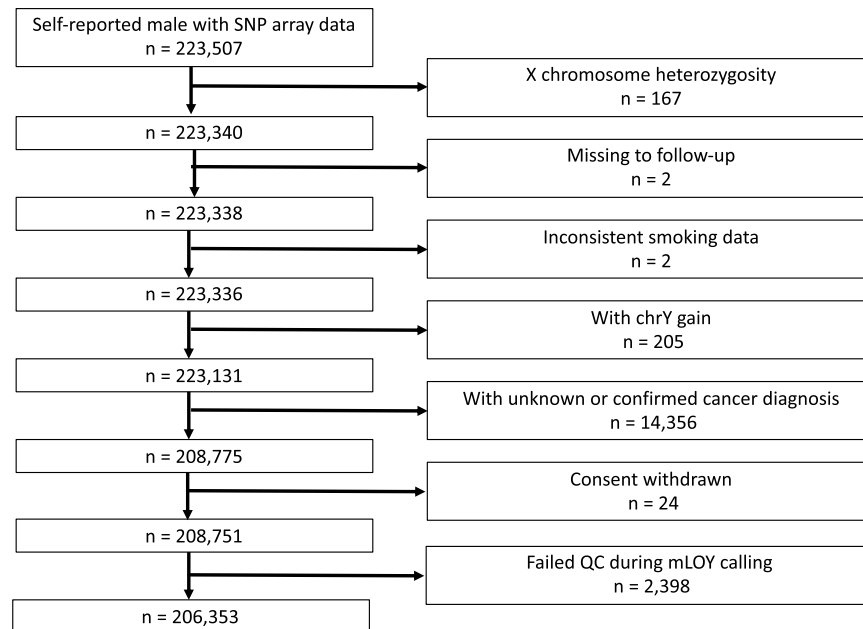 Self-reported male with SNP array data
n = 223,507
X chromosome heterozygosity
n = 167
n = 223,340
Missing to follow-up
n = 2
n = 223,338
Inconsistent smoking data
n = 2
n = 223,336
With chrY gain
n = 205
n = 223,131
With unknown or confirmed cancer diagnosis
n = 14,356
n = 208,775
Consent withdrawn
n = 24
n = 208,751
Failed QC during mLOY calling
n = 2,398
n = 206,353